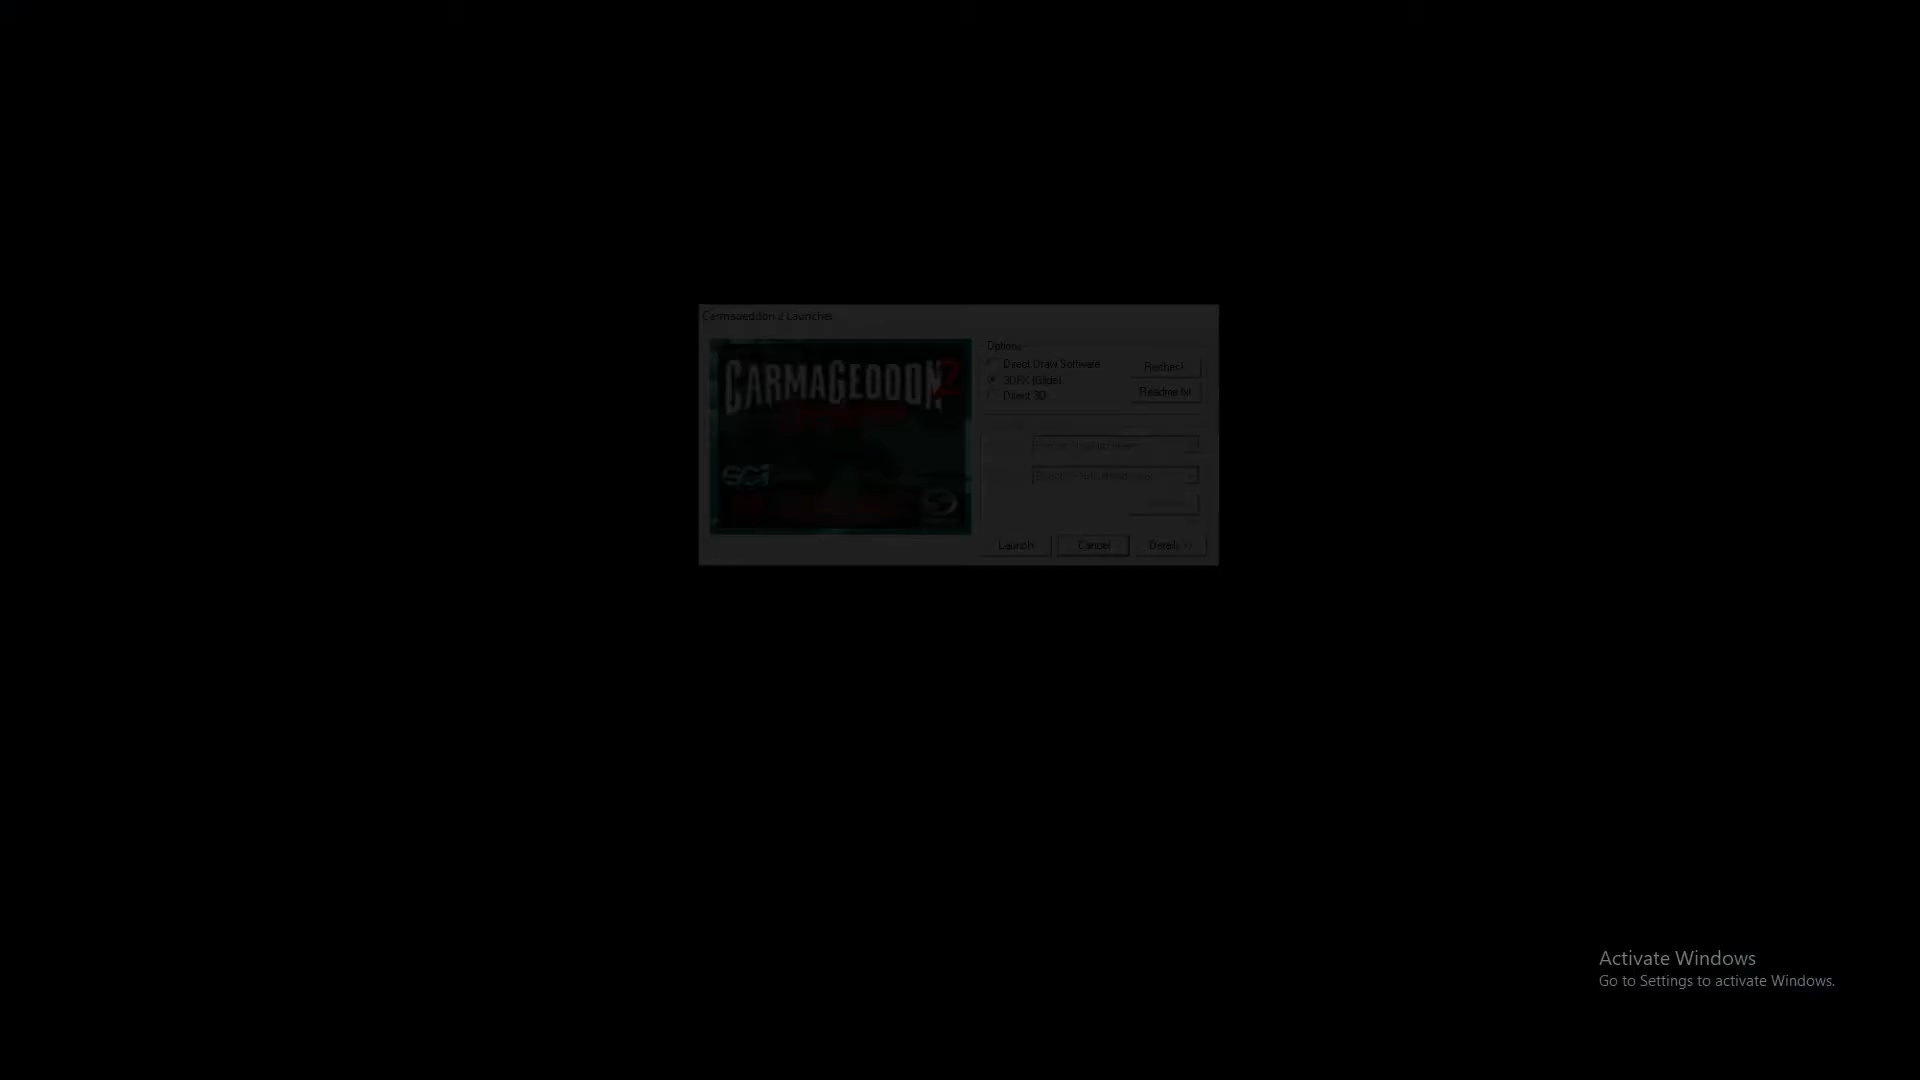 Carmageddon 2 Launcher
CARMAGEDDON 2
SCi
Options
Direct Draw Software
3DFX (Glide)
Direct 3D
Recheck
Readme.txt
Launch
Cancel
Details >>
Activate Windows
Go to Settings to activate Windows.